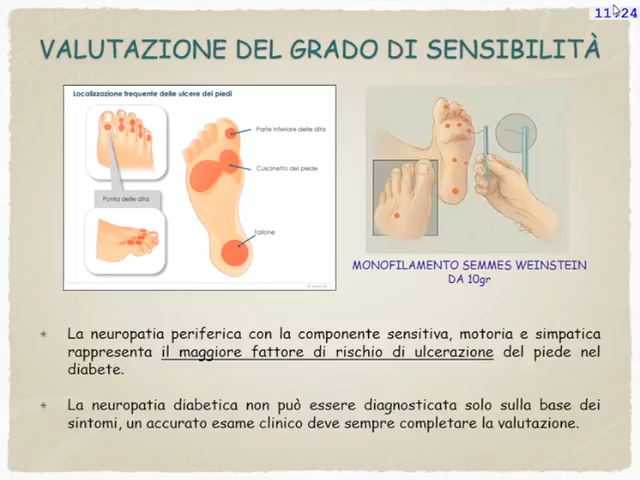 VALUTAZIONE DEL GRADO DI SENSIBILITÀ
Localizzazione frequente delle ulcere dei piedi
Parte inferiore delle dita
Cuscinetto del piede
Punta delle dita
Tallone
MONOFILAMENTO SEMMES WEINSTEIN
DA 10gr
La neuropatia periferica con la componente sensitiva, motoria e simpatica
rappresenta il maggiore fattore di rischio di ulcerazione del piede nel
diabete.
La neuropatia diabetica non può essere diagnosticata solo sulla base dei
sintomi, un accurato esame clinico deve sempre completare la valutazione.